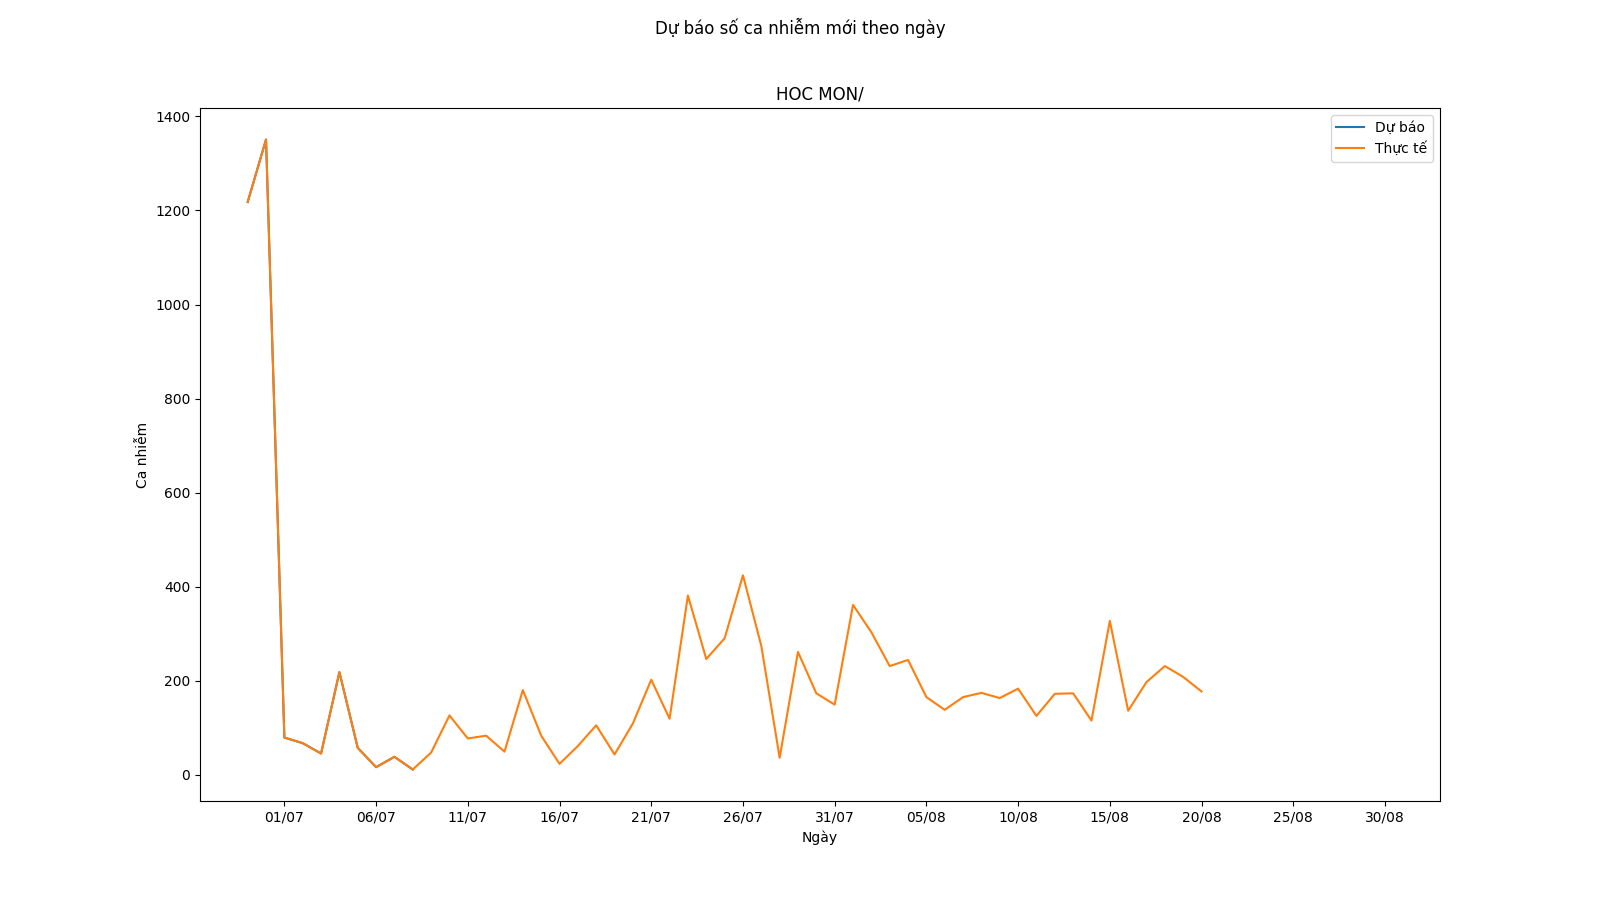 Dự báo số ca nhiễm mới theo ngày
HOC MON/
Dự báo
Thực tế
1400
1200
1000
800
600
400
200
0
Ca nhiễm
01/07 06/07 11/07 16/07 21/07 26/07 31/07 05/08 10/08 15/08 20/08 25/08 30/08
Ngày